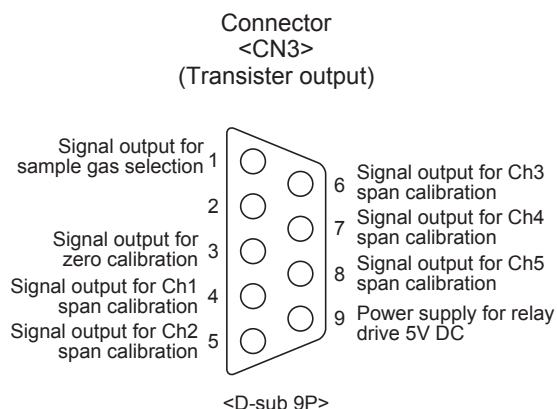 Connector
<CN3>
(Transister output)
Signal output for
sample gas selection
1
2
Signal output for
zero calibration
3
Signal output for Ch1
span calibration
4
Signal output for Ch2
span calibration
5
6
Signal output for Ch3
span calibration
7
Signal output for Ch4
span calibration
8
Signal output for Ch5
span calibration
9
Power supply for relay
drive 5V DC
<D-sub 9P>